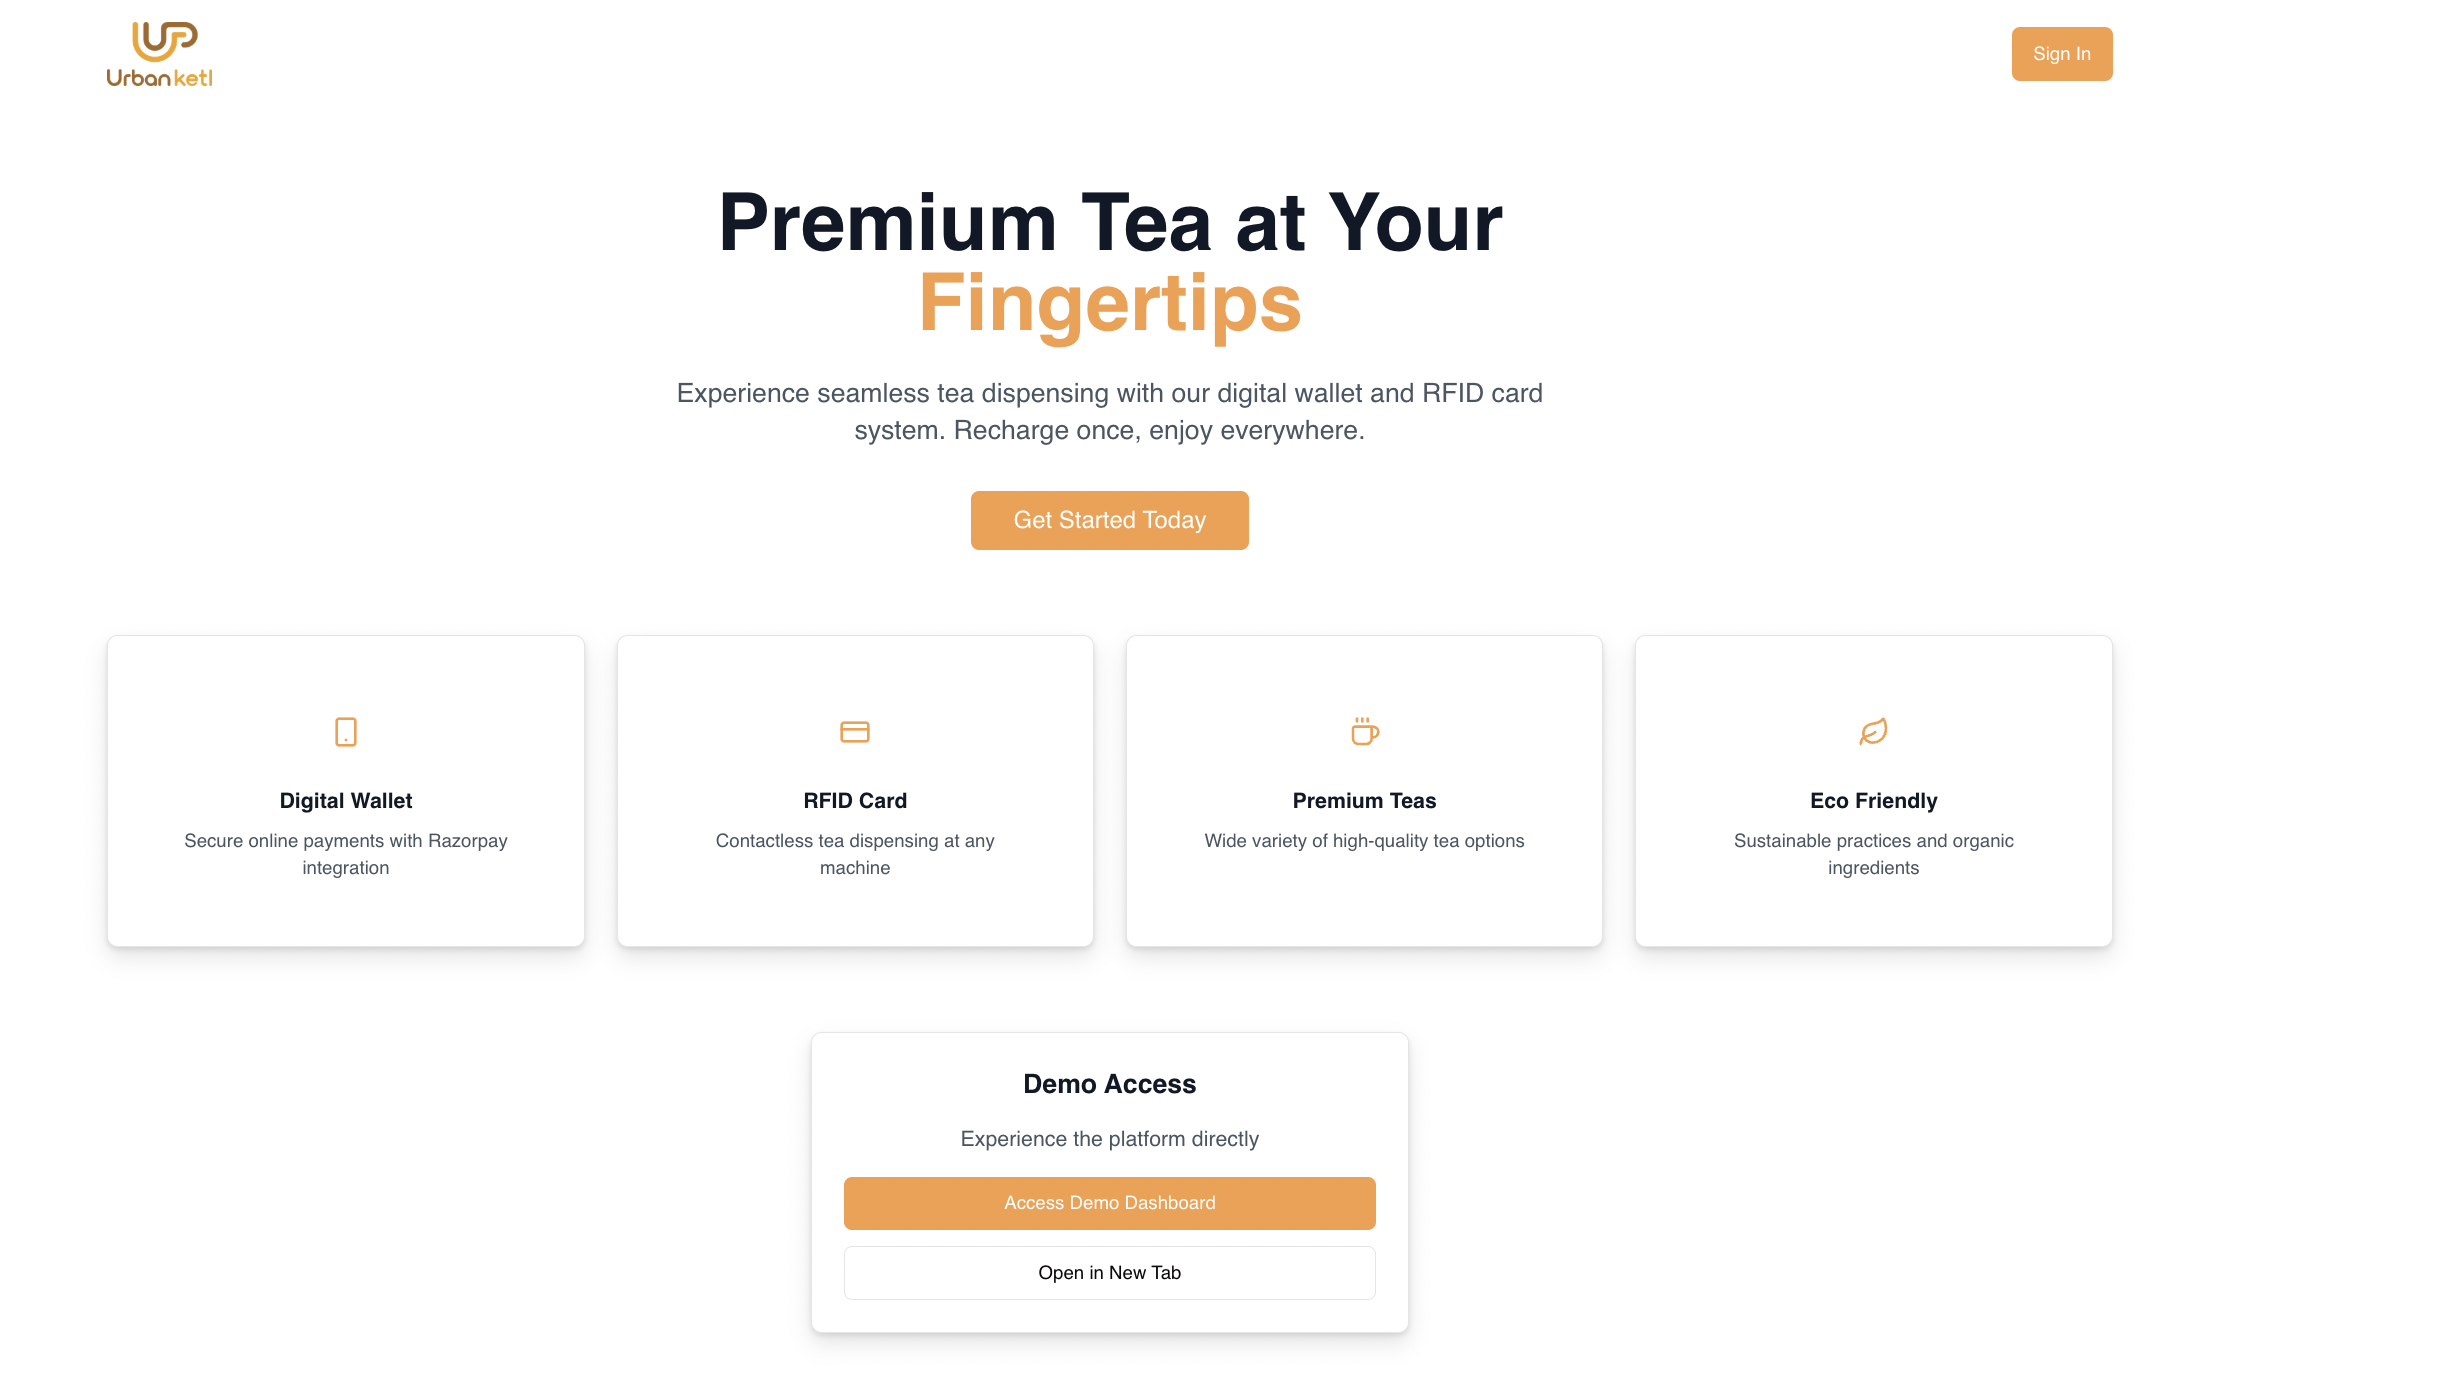 UP
Urban ketl
Sign In
Premium Tea at Your
Fingertips
Experience seamless tea dispensing with our digital wallet and RFID card
system. Recharge once, enjoy everywhere.
Get Started Today
Digital Wallet
Secure online payments with Razorpay
integration
RFID Card
Contactless tea dispensing at any
machine
Premium Teas
Wide variety of high-quality tea options
Eco Friendly
Sustainable practices and organic
ingredients
Demo Access
Experience the platform directly
Access Demo Dashboard
Open in New Tab